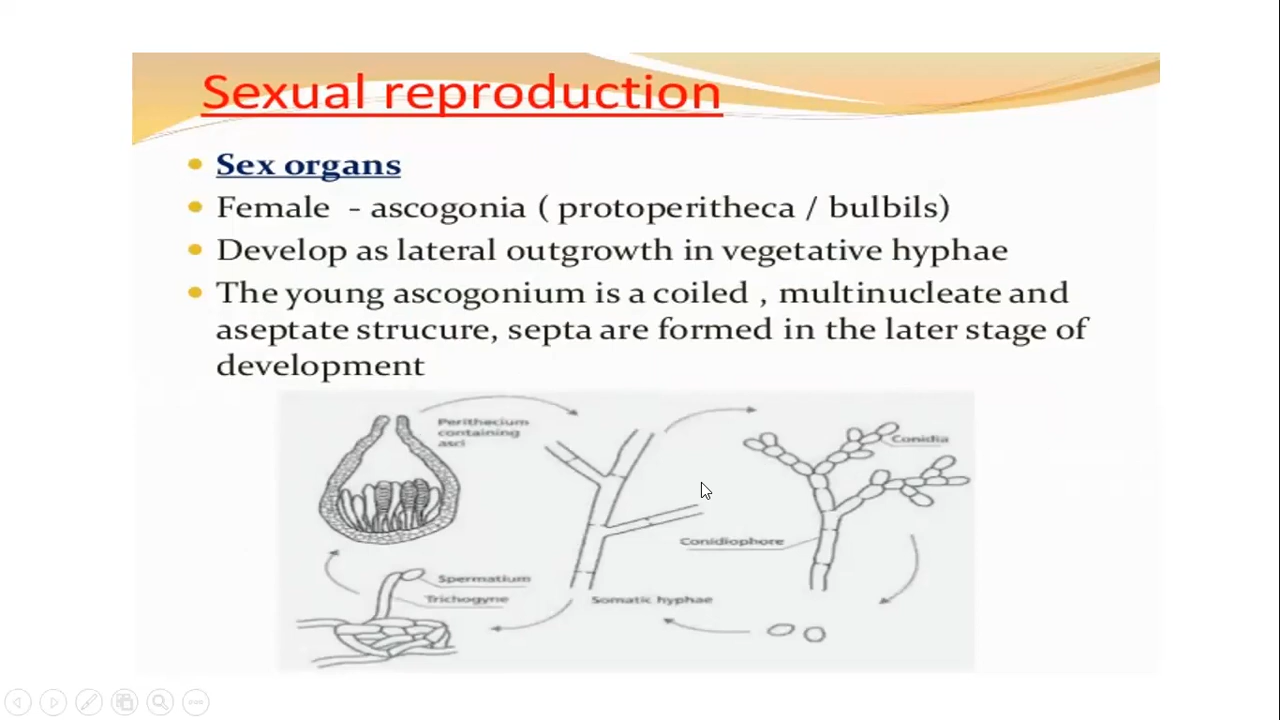 Sexual reproduction
Sex organs
Female - ascogonia ( protoperitheca / bulbils)
Develop as lateral outgrowth in vegetative hyphae
The young ascogonium is a coiled , multinucleate and
aseptate strucure, septa are formed in the later stage of
development
Perithecium
containing
asci
Conidia
Conidiophore
Spermatium
Trichogyne
Somatic hyphae